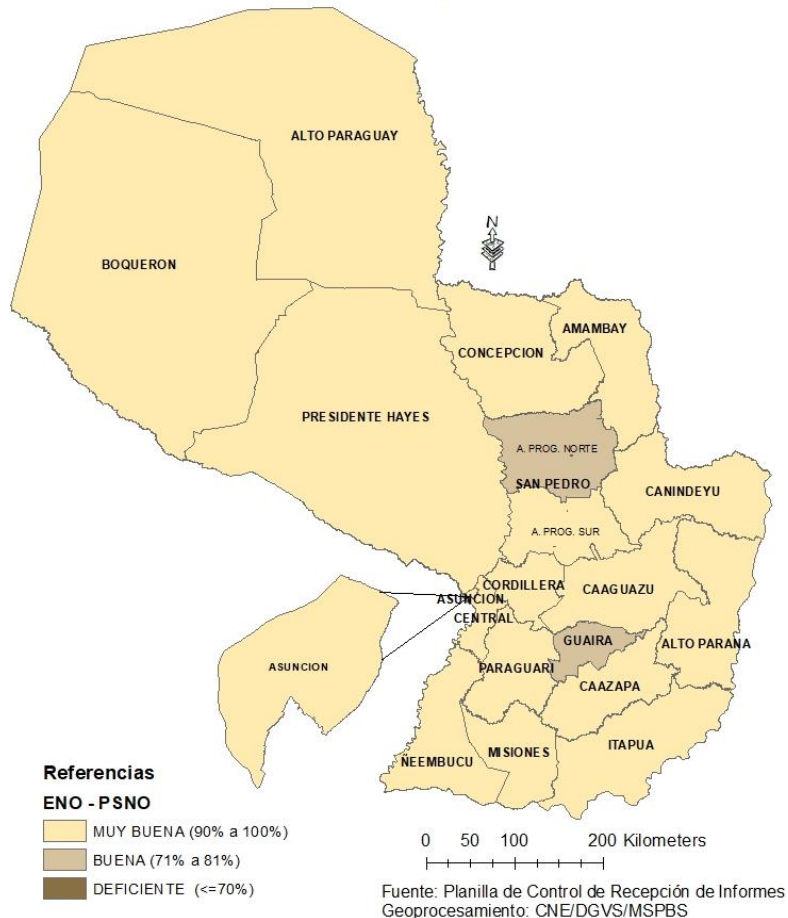 ALTO PARAGUAY
BOQUERON
N
AMAMBAY
CONCEPCION
PRESIDENTE HAYES
A. PROG. NORTE
SAN PEDRO
CANINDEYU
A. PROG. SUR
CORDILLERA
CAAGUAZU
ASUNCION
CENTRAL
GUAIRA
ALTO PARANA
ASUNCION
PARAGUARI
CAAZAPA
ITAPUA
MISIONES
ÑEEMBUCU
Referencias
ENO - PSNO
MUY BUENA (90% a 100%)
BUENA (71% a 81%)
DEFICIENTE (<=70%)
0 50 100 200 Kilometers
Fuente: Planilla de Control de Recepción de Informes
Geoprocesamiento: CNE/DGVS/MSPBS